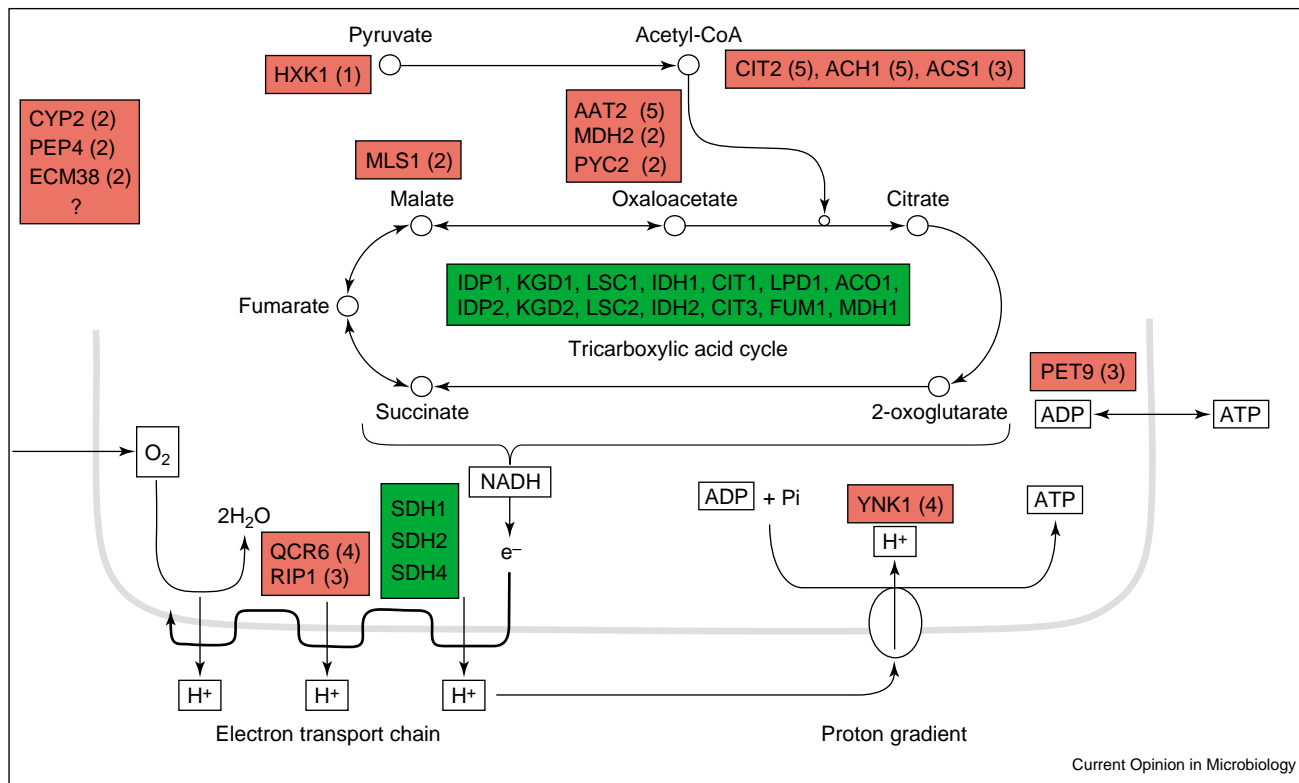 Pyruvate
Acetyl-CoA
HXK1 (1)
CIT2 (5), ACH1 (5), ACS1 (3)
CYP2 (2)
PEP4 (2)
ECM38 (2)
?
AAT2 (5)
MDH2 (2)
PYC2 (2)
MLS1 (2)
Malate
Oxaloacetate
Citrate
IDP1, KGD1, LSC1, IDH1, CIT1, LPD1, ACO1,
IDP2, KGD2, LSC2, IDH2, CIT3, FUM1, MDH1
Fumarate
Tricarboxylic acid cycle
PET9 (3)
Succinate
2-oxoglutarate
ADP
ATP
O₂
NADH
ADP + Pi
YNK1 (4)
ATP
2H₂O
SDH1
SDH2
SDH4
H⁺
QCR6 (4)
RIP1 (3)
e⁻
H⁺
H⁺
H⁺
Electron transport chain
Proton gradient
Current Opinion in Microbiology